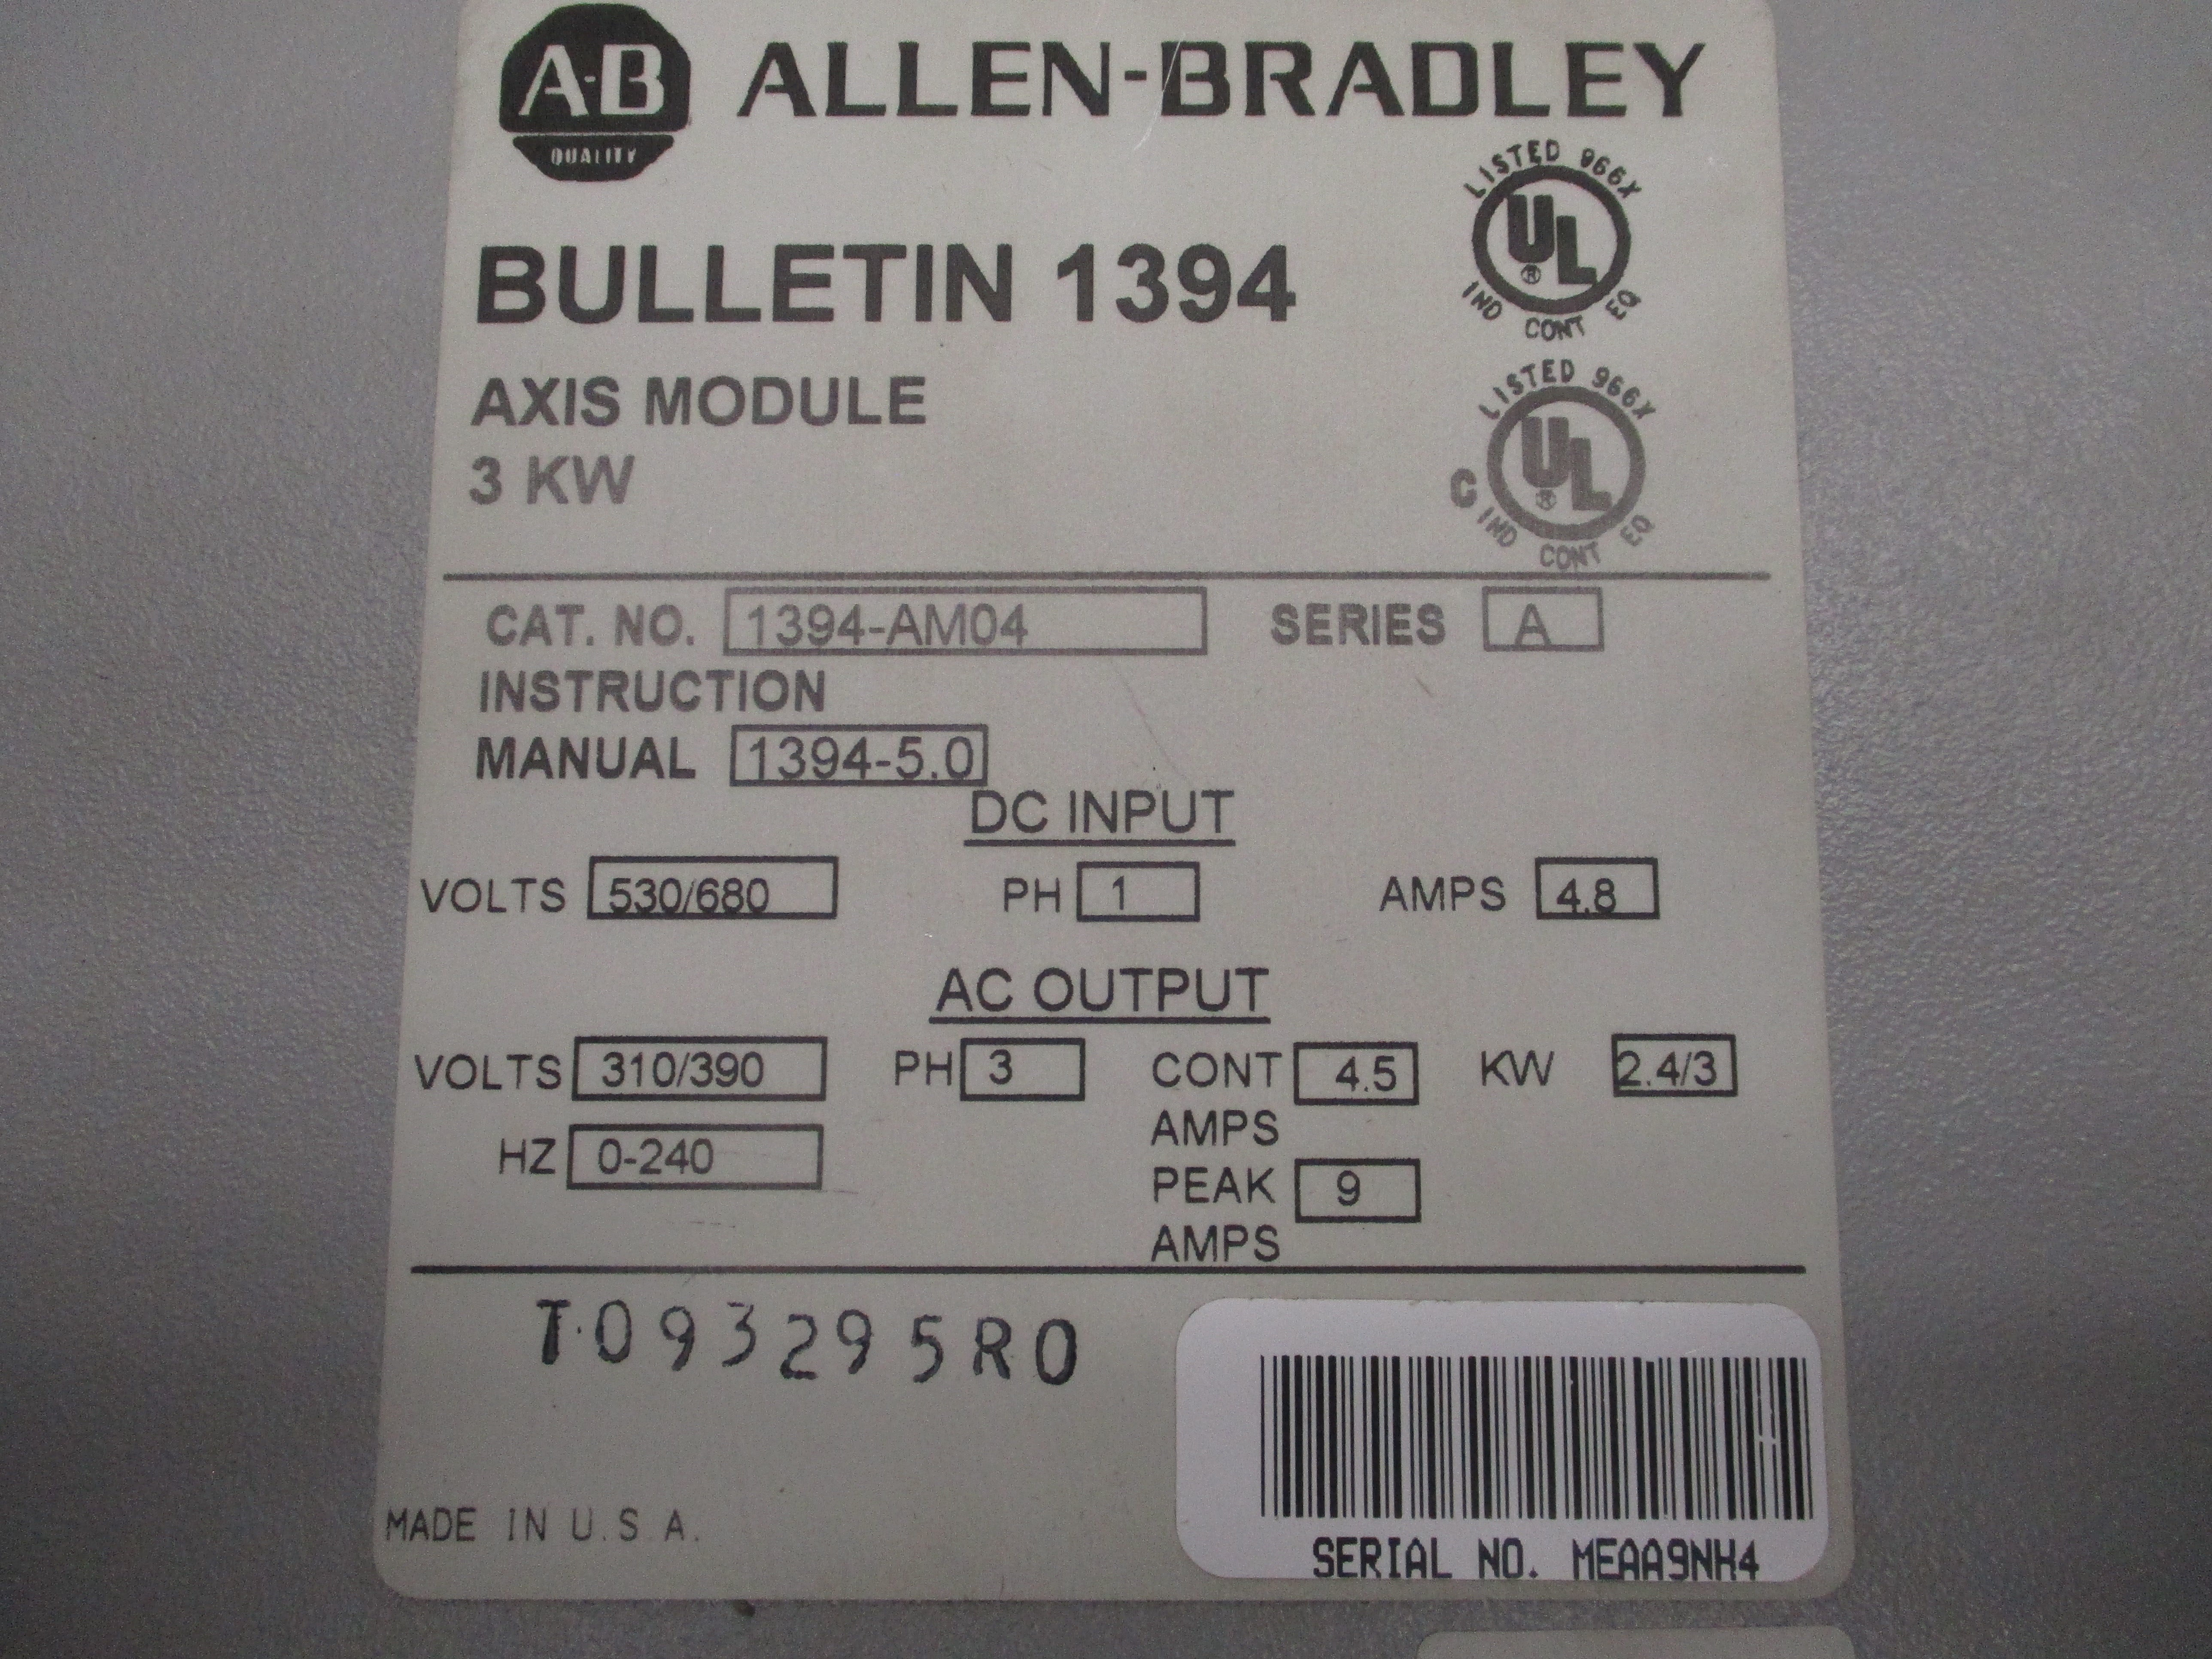 A-B ALLEN-BRADLEY
QUALITY
LISTED 966X
UL
®
IND CONT EQ
BULLETIN 1394
AXIS MODULE
3 KW
LISTED 966X
C UL
®
IND CONT EQ
CAT. NO. 1394-AM04 SERIES A
INSTRUCTION
MANUAL 1394-5.0
DC INPUT
VOLTS 530/680 PH 1 AMPS 4.8
AC OUTPUT
VOLTS 310/390 PH 3 CONT 4.5 KW 2.4/3
AMPS
HZ 0-240
PEAK 9
AMPS
T093295R0
MADE IN U.S.A.
SERIAL NO. MEAA9NH4